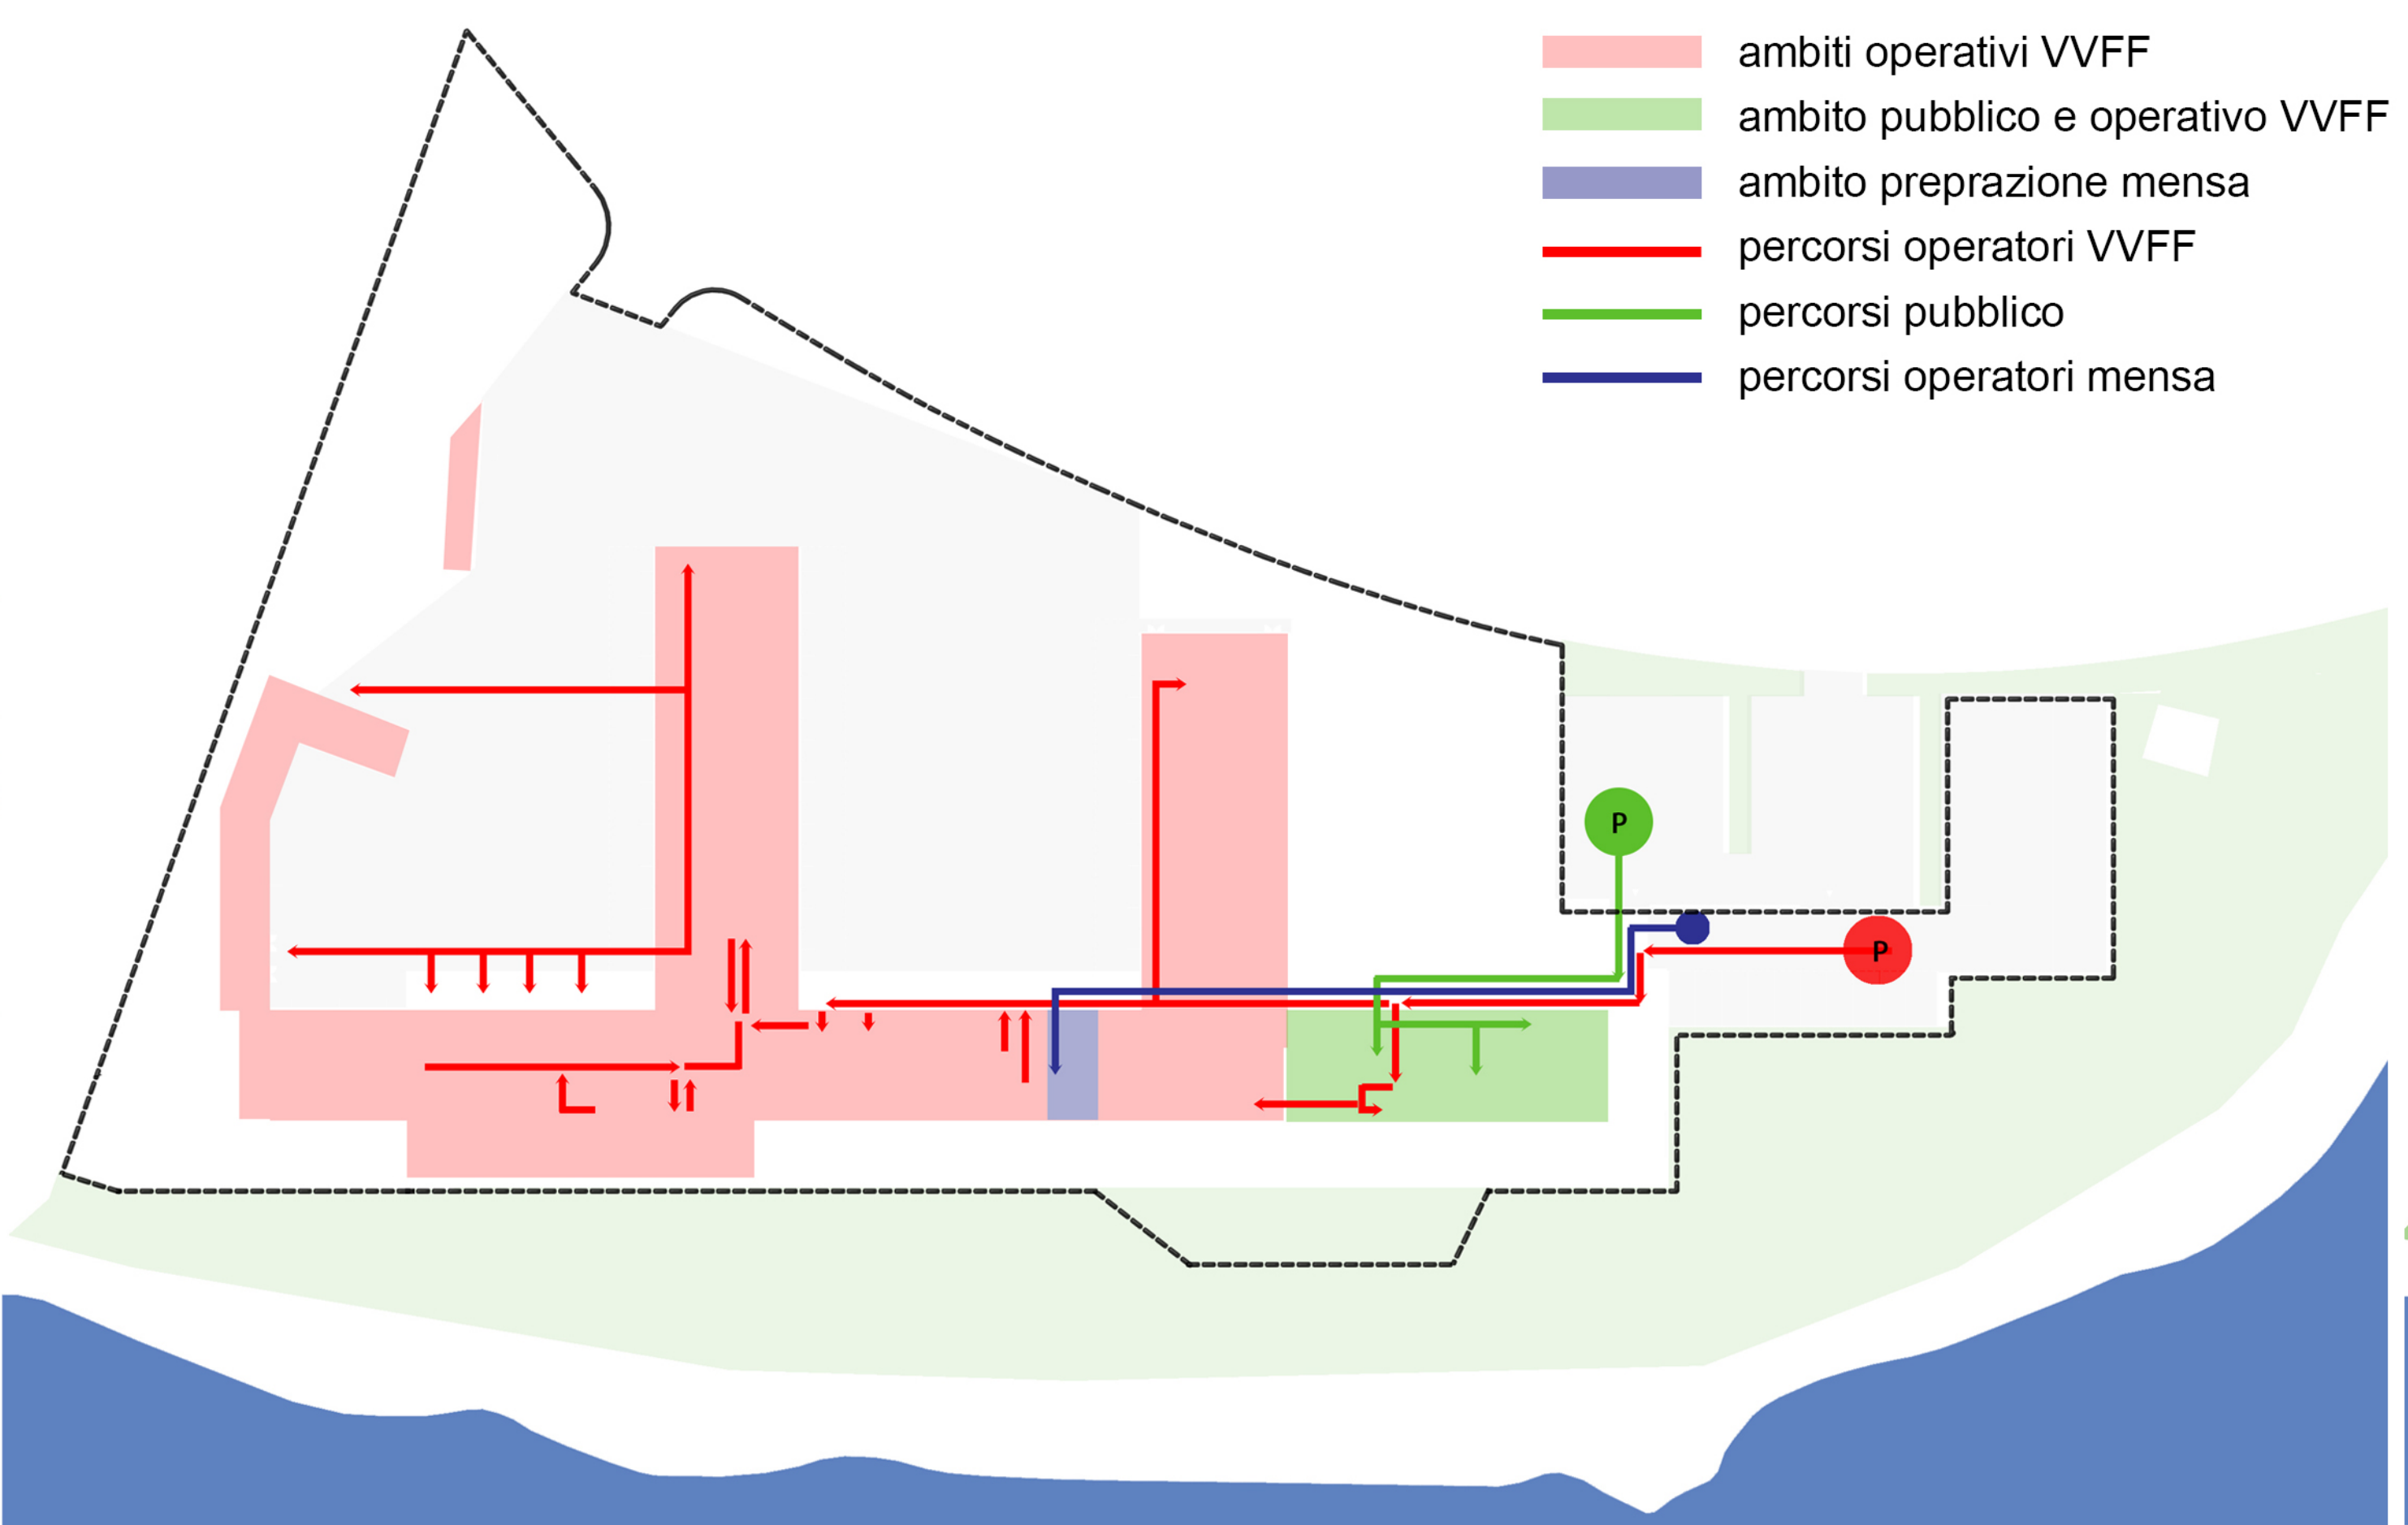 ambiti operativi VVFF
ambito pubblico e operativo VVFF
ambito preprazione mensa
percorsi operatori VVFF
percorsi pubblico
percorsi operatori mensa
P
P